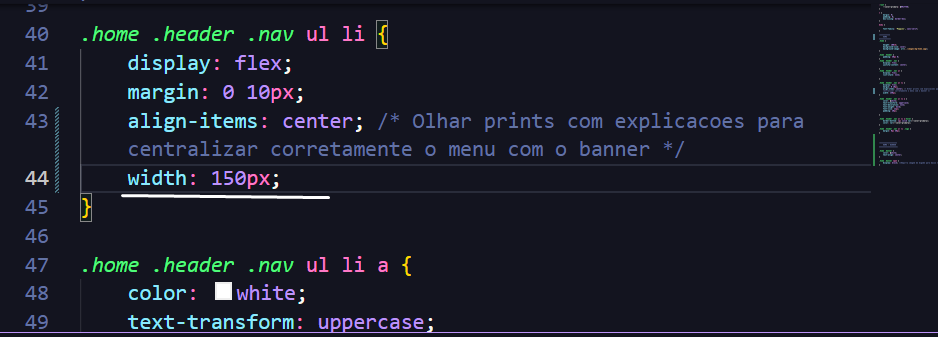 39
40 .home .header .nav ul li {
41 display: flex;
42 margin: 0 10px;
43 align-items: center; /* Olhar prints com explicacoes para
centralizar corretamente o menu com o banner */
44 width: 150px;
45 }
46
47 .home .header .nav ul li a {
48 color: white;
49 text-transform: uppercase;